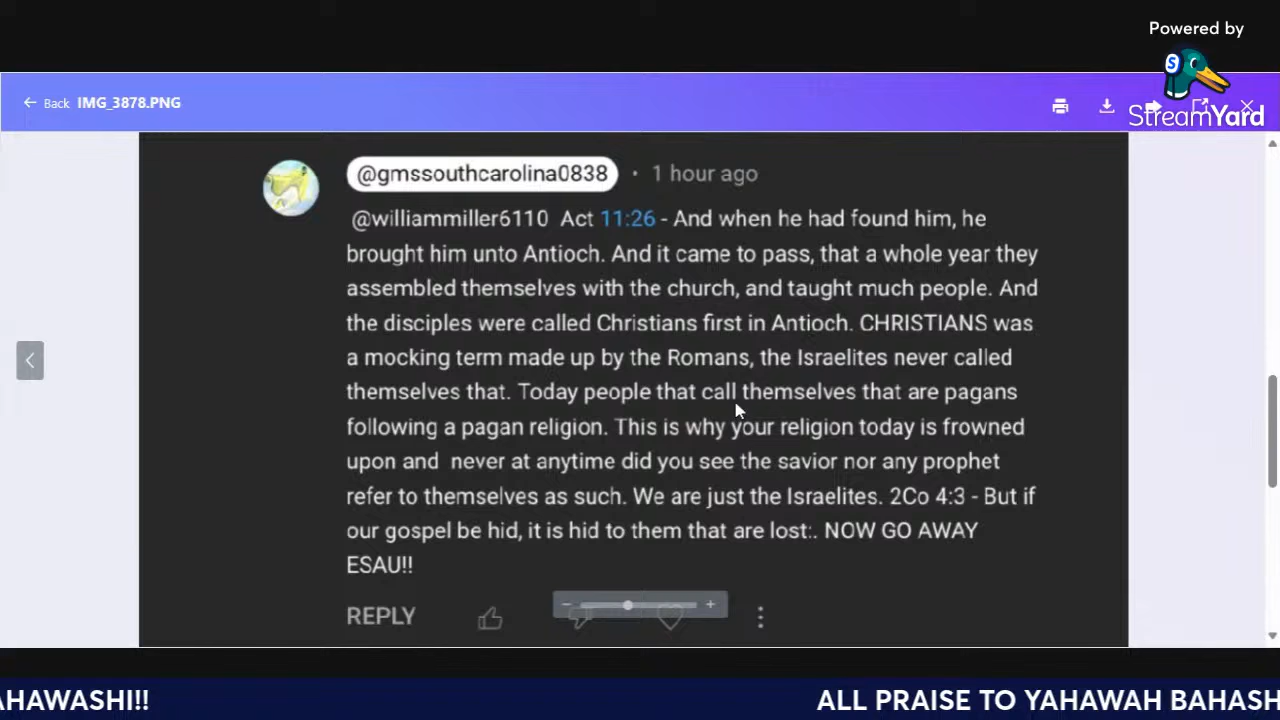 Powered by
StreamYard
Back IMG_3878.PNG
@gmssouthcarolina0838 • 1 hour ago
@williammiller6110 Act 11:26 - And when he had found him, he
brought him unto Antioch. And it came to pass, that a whole year they
assembled themselves with the church, and taught much people. And
the disciples were called Christians first in Antioch. CHRISTIANS was
a mocking term made up by the Romans, the Israelites never called
themselves that. Today people that call themselves that are pagans
following a pagan religion. This is why your religion today is frowned
upon and never at anytime did you see the savior nor any prophet
refer to themselves as such. We are just the Israelites. 2Co 4:3 - But if
our gospel be hid, it is hid to them that are lost:. NOW GO AWAY
ESAU!!
REPLY
AHAWASHI!! ALL PRAISE TO YAHAWAH BAHASH